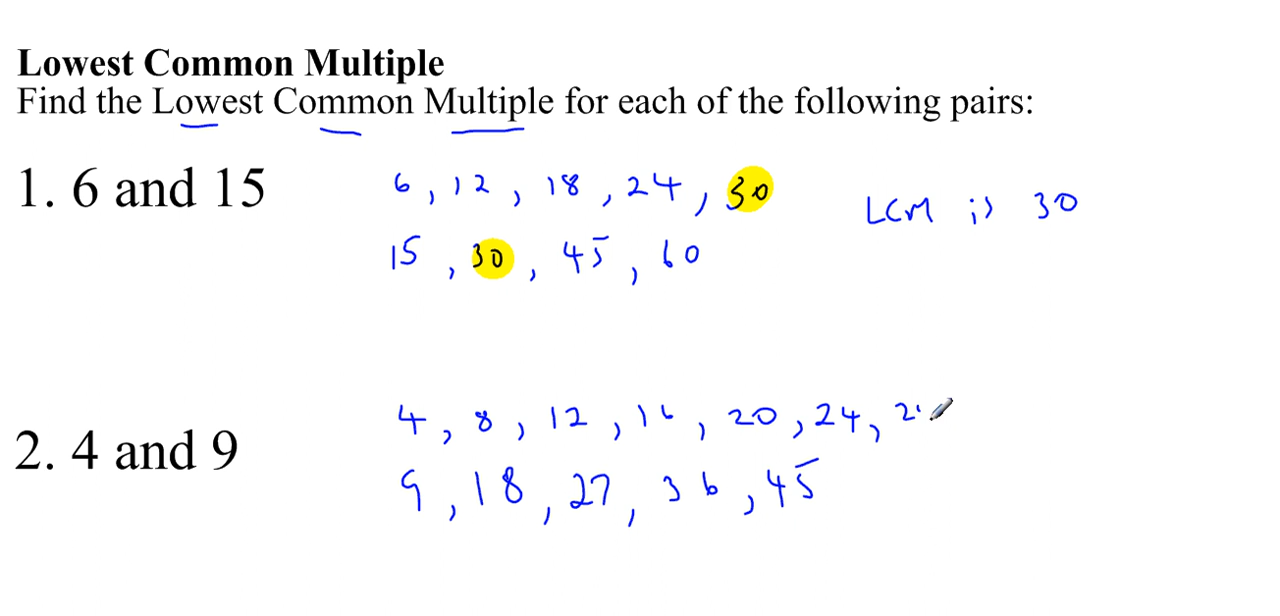 Lowest Common Multiple
Find the Lowest Common Multiple for each of the following pairs:
1. 6 and 15
6, 12, 18, 24, 30
15, 30, 45, 60
LCM is 30
2. 4 and 9
4, 8, 12, 16, 20, 24,
9, 18, 27, 36, 45